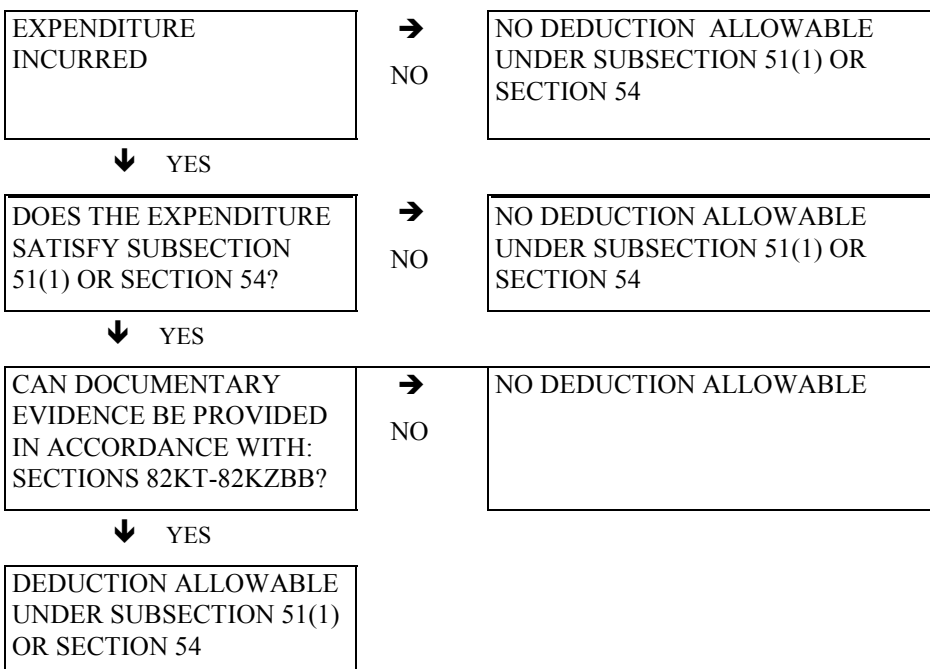 EXPENDITURE
INCURRED
➔
NO
NO DEDUCTION ALLOWABLE
UNDER SUBSECTION 51(1) OR
SECTION 54
🡻 YES
DOES THE EXPENDITURE
SATISFY SUBSECTION
51(1) OR SECTION 54?
➔
NO
NO DEDUCTION ALLOWABLE
UNDER SUBSECTION 51(1) OR
SECTION 54
🡻 YES
CAN DOCUMENTARY
EVIDENCE BE PROVIDED
IN ACCORDANCE WITH:
SECTIONS 82KT-82KZBB?
➔
NO
NO DEDUCTION ALLOWABLE
🡻 YES
DEDUCTION ALLOWABLE
UNDER SUBSECTION 51(1)
OR SECTION 54